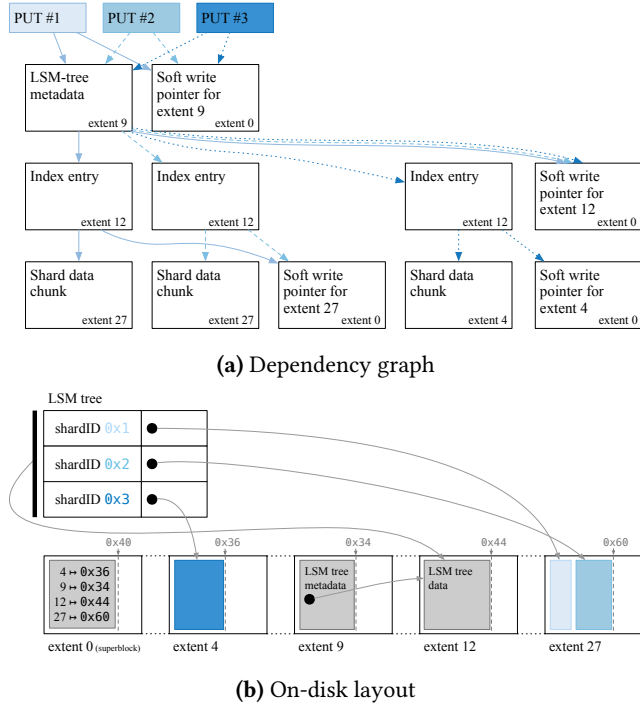 PUT #1
PUT #2
PUT #3
LSM-tree
metadata
extent 9
Soft write
pointer for
extent 9
extent 0
Index entry
extent 12
Index entry
extent 12
Index entry
extent 12
Soft write
pointer for
extent 12
extent 0
Shard data
chunk
extent 27
Shard data
chunk
extent 27
Soft write
pointer for
extent 27
extent 0
Shard data
chunk
extent 4
Soft write
pointer for
extent 4
extent 0
(a) Dependency graph
LSM tree
shardID 0x1
shardID 0x2
shardID 0x3
0x40
0x36
0x34
0x44
0x60
4 ↦ 0x36
9 ↦ 0x34
12 ↦ 0x44
27 ↦ 0x60
LSM tree
metadata
LSM tree
data
extent 0 (superblock)
extent 4
extent 9
extent 12
extent 27
(b) On-disk layout